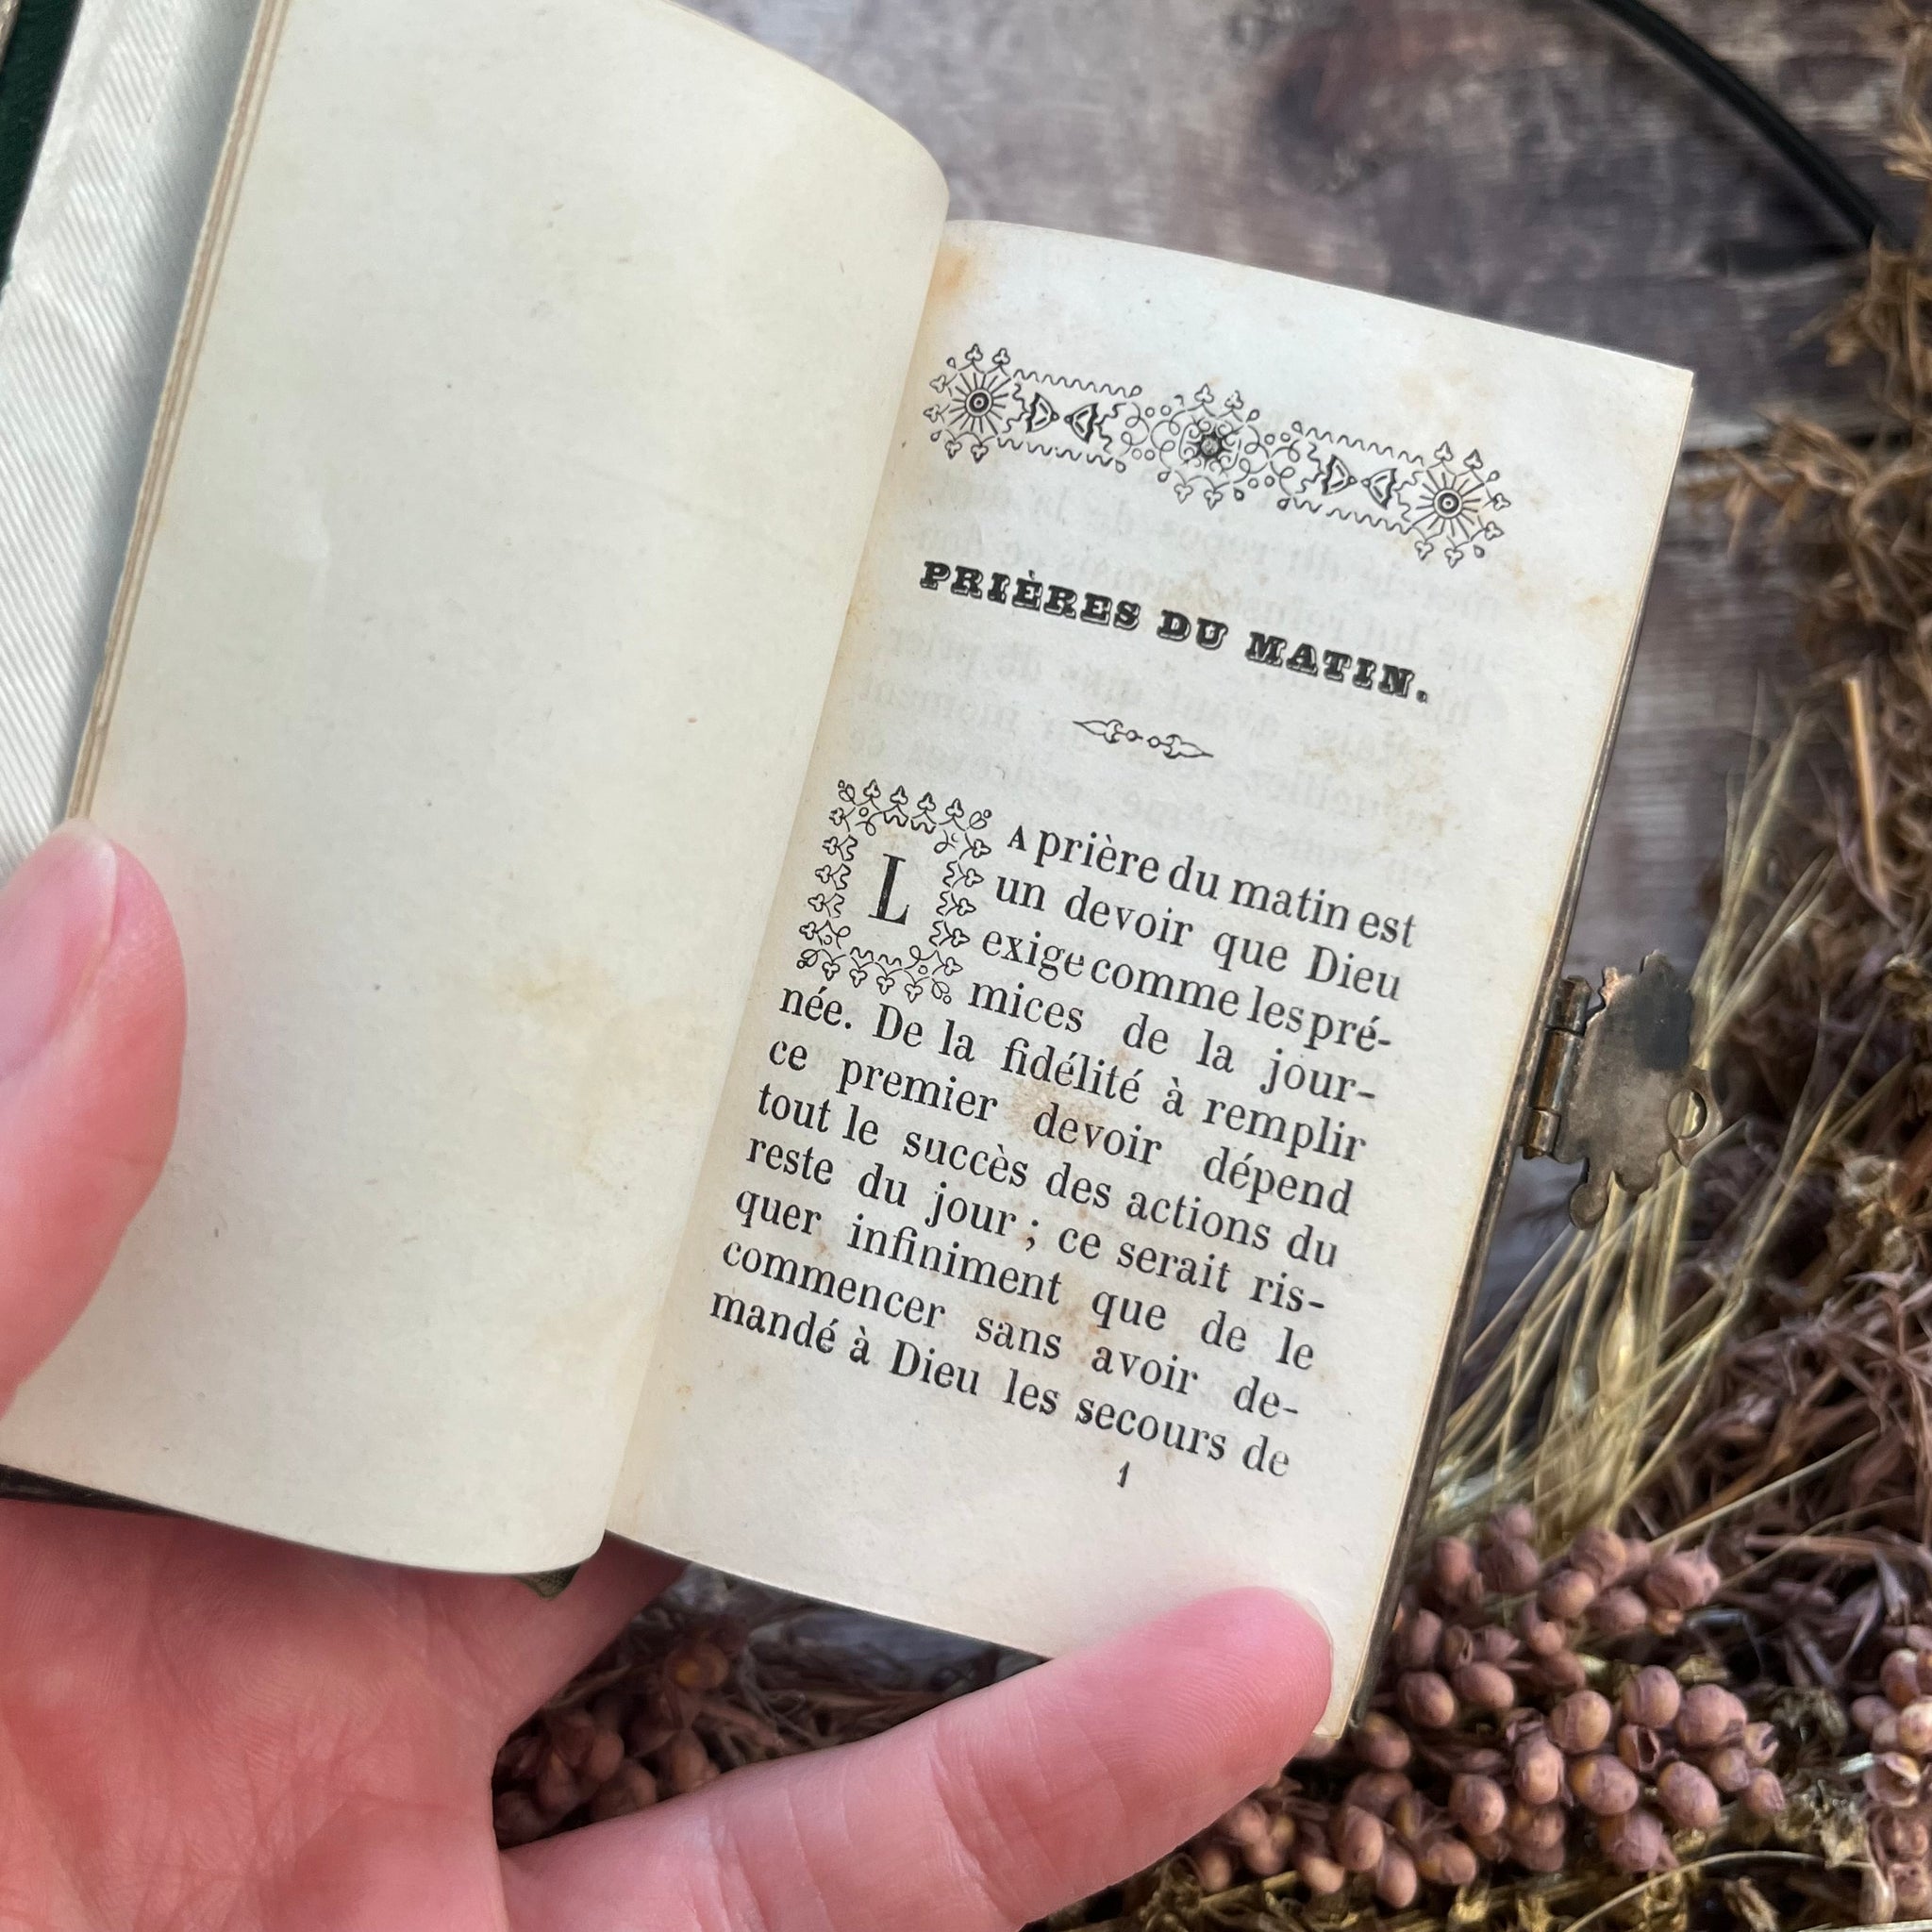 PRIÈRES DU MATIN.
LA prière du matin est
un devoir que Dieu
exige comme les pré-
mices de la jour-
née. De la fidélité à remplir
ce premier devoir dépend
tout le succès des actions du
reste du jour ; ce serait ris-
quer infiniment que de le
commencer sans avoir de-
mandé à Dieu les secours de
1